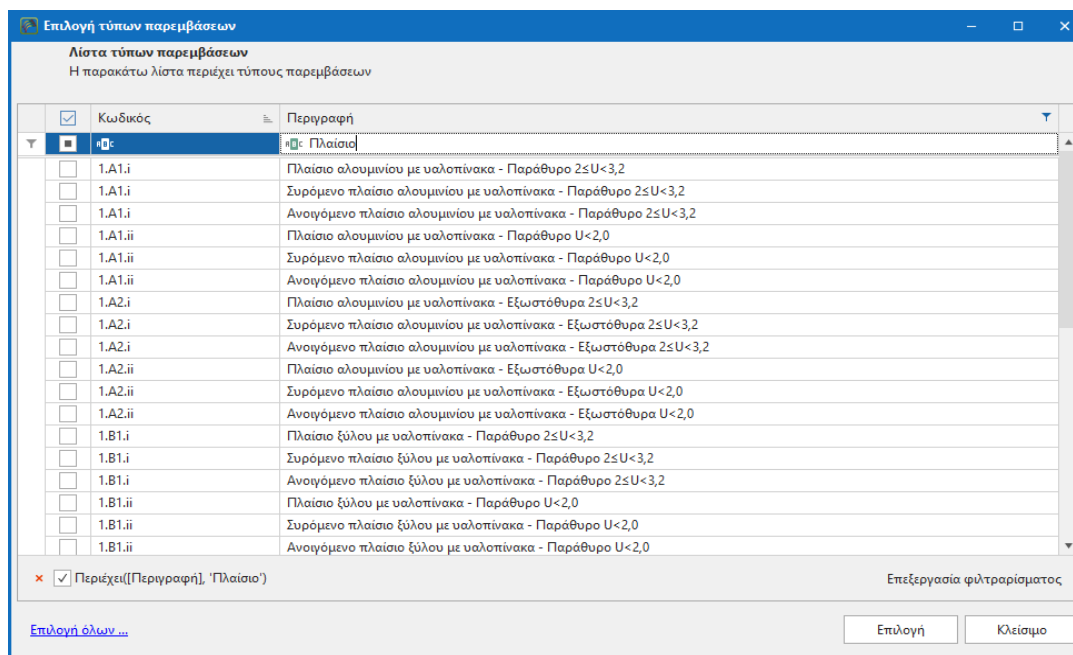 Επιλογή τύπων παρεμβάσεων
Λίστα τύπων παρεμβάσεων
Η παρακάτω λίστα περιέχει τύπους παρεμβάσεων
Κωδικός Περιγραφή
ABC ABC Πλαίσιο
1.A1.i Πλαίσιο αλουμινίου με υαλοπίνακα - Παράθυρο 2≤U<3,2
1.A1.i Συρόμενο πλαίσιο αλουμινίου με υαλοπίνακα - Παράθυρο 2≤U<3,2
1.A1.i Ανοιγόμενο πλαίσιο αλουμινίου με υαλοπίνακα - Παράθυρο 2≤U<3,2
1.A1.ii Πλαίσιο αλουμινίου με υαλοπίνακα - Παράθυρο U<2,0
1.A1.ii Συρόμενο πλαίσιο αλουμινίου με υαλοπίνακα - Παράθυρο U<2,0
1.A1.ii Ανοιγόμενο πλαίσιο αλουμινίου με υαλοπίνακα - Παράθυρο U<2,0
1.A2.i Πλαίσιο αλουμινίου με υαλοπίνακα - Εξωστόθυρα 2≤U<3,2
1.A2.i Συρόμενο πλαίσιο αλουμινίου με υαλοπίνακα - Εξωστόθυρα 2≤U<3,2
1.A2.i Ανοιγόμενο πλαίσιο αλουμινίου με υαλοπίνακα - Εξωστόθυρα 2≤U<3,2
1.A2.ii Πλαίσιο αλουμινίου με υαλοπίνακα - Εξωστόθυρα U<2,0
1.A2.ii Συρόμενο πλαίσιο αλουμινίου με υαλοπίνακα - Εξωστόθυρα U<2,0
1.A2.ii Ανοιγόμενο πλαίσιο αλουμινίου με υαλοπίνακα - Εξωστόθυρα U<2,0
1.B1.i Πλαίσιο ξύλου με υαλοπίνακα - Παράθυρο 2≤U<3,2
1.B1.i Συρόμενο πλαίσιο ξύλου με υαλοπίνακα - Παράθυρο 2≤U<3,2
1.B1.i Ανοιγόμενο πλαίσιο ξύλου με υαλοπίνακα - Παράθυρο 2≤U<3,2
1.B1.ii Πλαίσιο ξύλου με υαλοπίνακα - Παράθυρο U<2,0
1.B1.ii Συρόμενο πλαίσιο ξύλου με υαλοπίνακα - Παράθυρο U<2,0
1.B1.ii Ανοιγόμενο πλαίσιο ξύλου με υαλοπίνακα - Παράθυρο U<2,0
Περιέχει([Περιγραφή], 'Πλαίσιο') Επεξεργασία φιλτραρίσματος
Επιλογή όλων ... Επιλογή Κλείσιμο